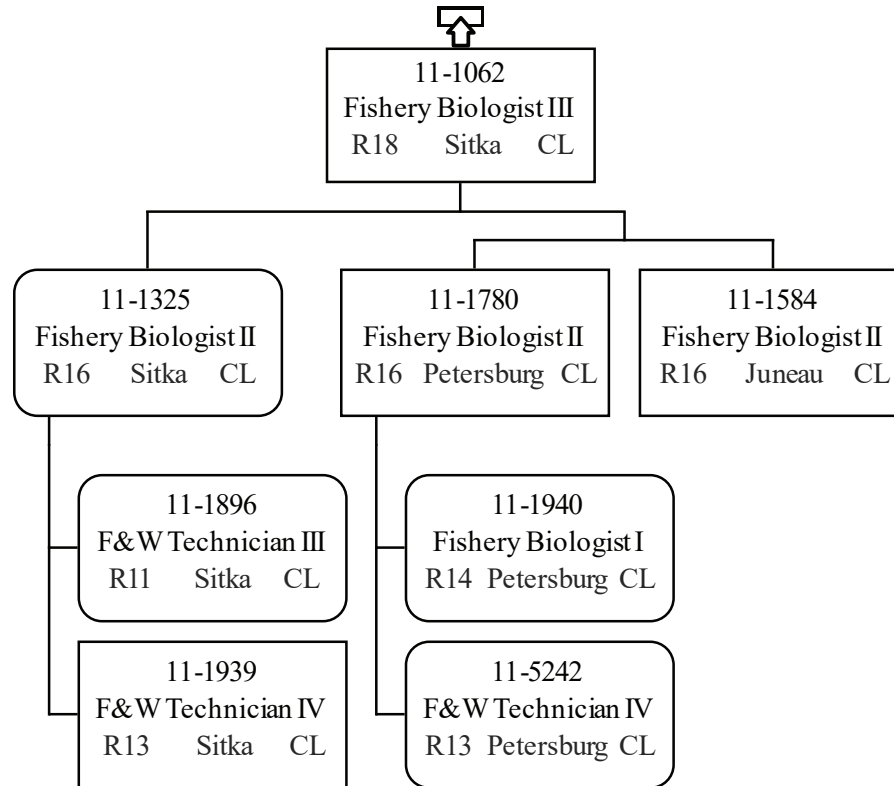 11-1062
Fishery Biologist III
R18 Sitka CL
11-1325
Fishery Biologist II
R16 Sitka CL
11-1780
Fishery Biologist II
R16 Petersburg CL
11-1584
Fishery Biologist II
R16 Juneau CL
11-1896
F&W Technician III
R11 Sitka CL
11-1940
Fishery Biologist I
R14 Petersburg CL
11-1939
F&W Technician IV
R13 Sitka CL
11-5242
F&W Technician IV
R13 Petersburg CL